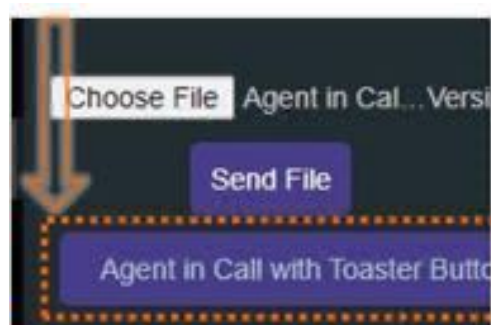 Choose File Agent in Cal...Versi
Send File
Agent in Call with Toaster Butto